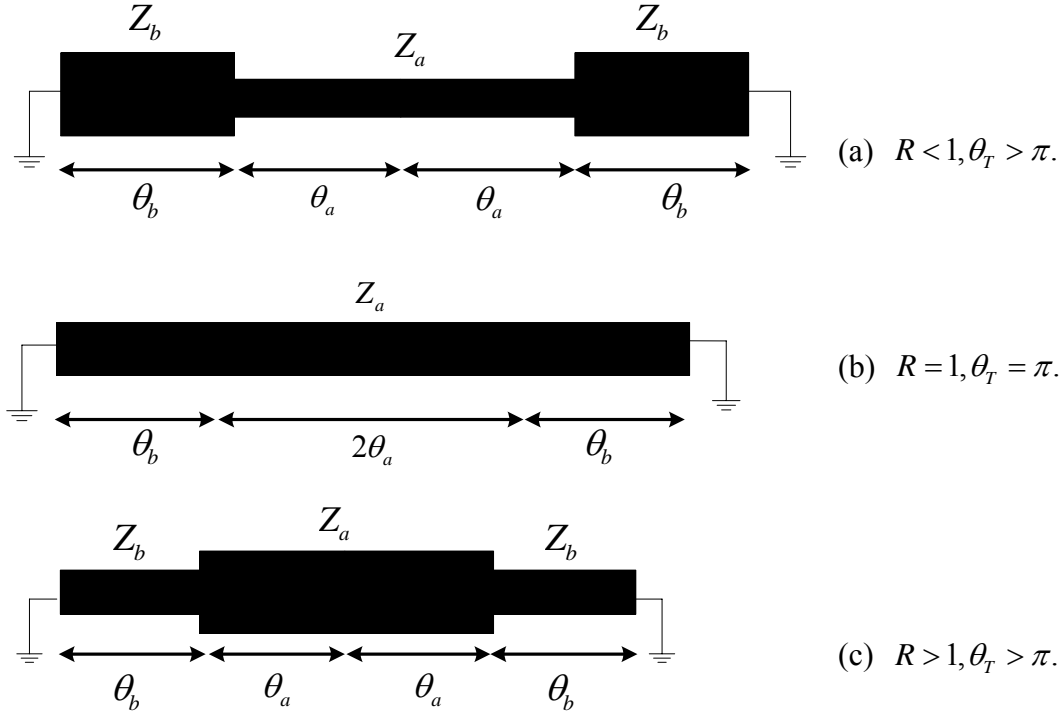 Z_b Z_a Z_b
θ_b θ_a θ_a θ_b
(a) R < 1, θ_T > π.
Z_a
θ_b 2θ_a θ_b
(b) R = 1, θ_T = π.
Z_b Z_a Z_b
θ_b θ_a θ_a θ_b
(c) R > 1, θ_T > π.